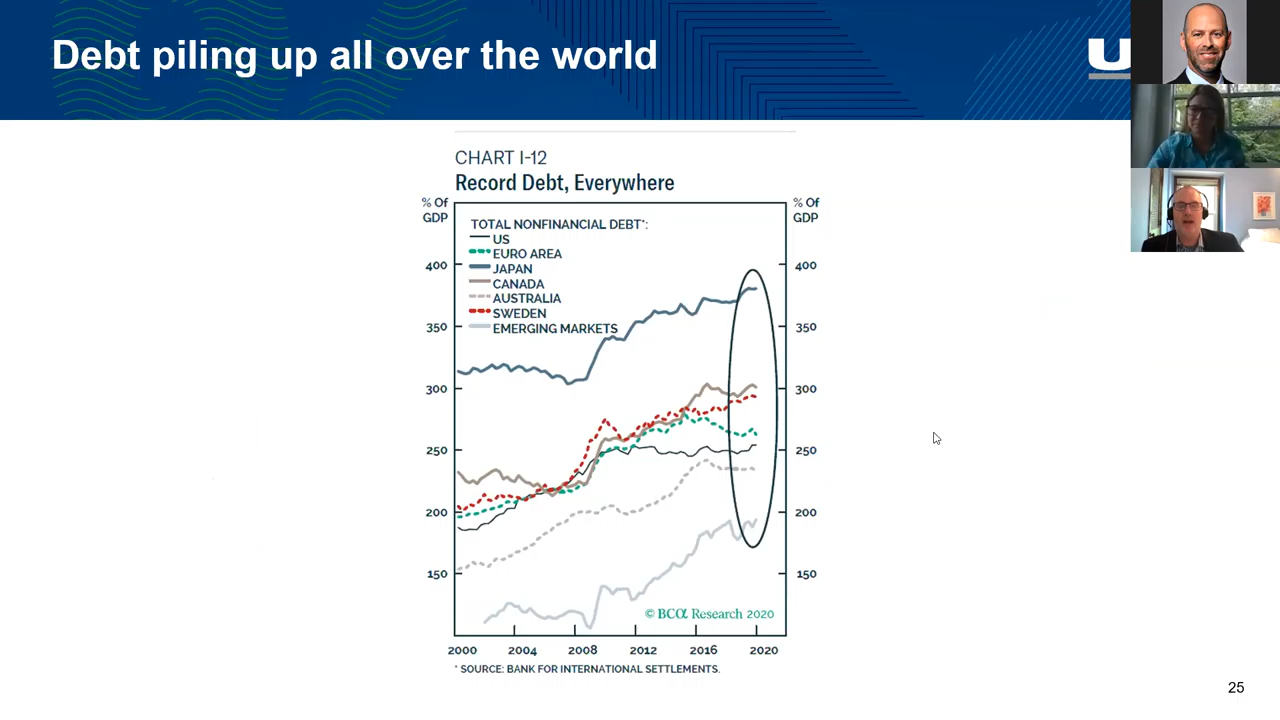 Debt piling up all over the world
U
CHART I-12
Record Debt, Everywhere
% Of GDP
% Of GDP
TOTAL NONFINANCIAL DEBT*:
US
EURO AREA
JAPAN
CANADA
AUSTRALIA
SWEDEN
EMERGING MARKETS
400 400
350 350
300 300
250 250
200 200
150 150
© BCα Research 2020
2000 2004 2008 2012 2016 2020
* SOURCE: BANK FOR INTERNATIONAL SETTLEMENTS.
25